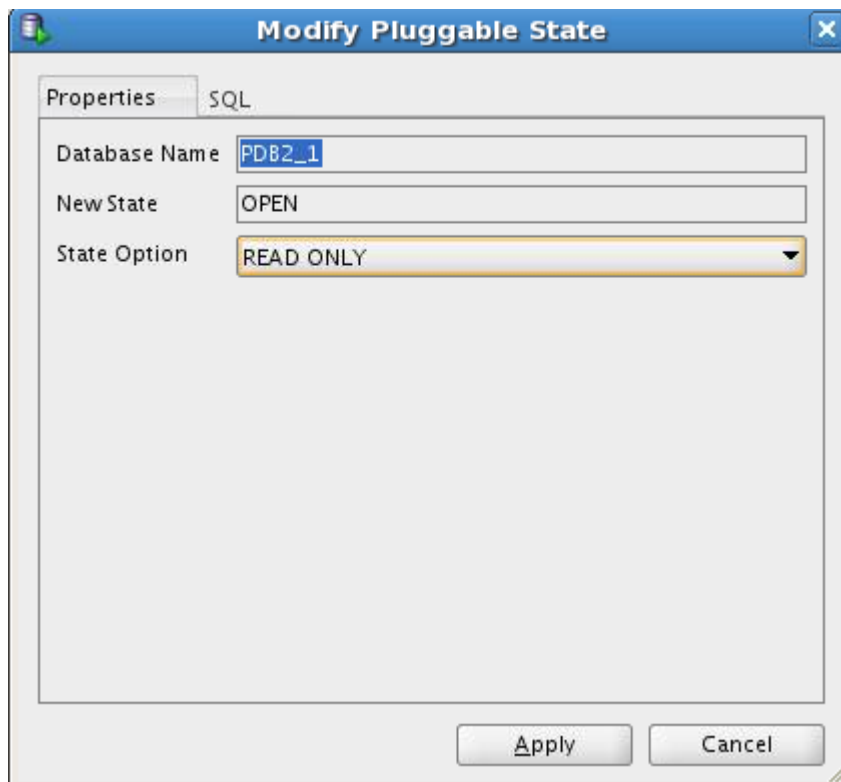 Modify Pluggable State
Properties
SQL
Database Name PDB2_1
New State OPEN
State Option READ ONLY
Apply Cancel